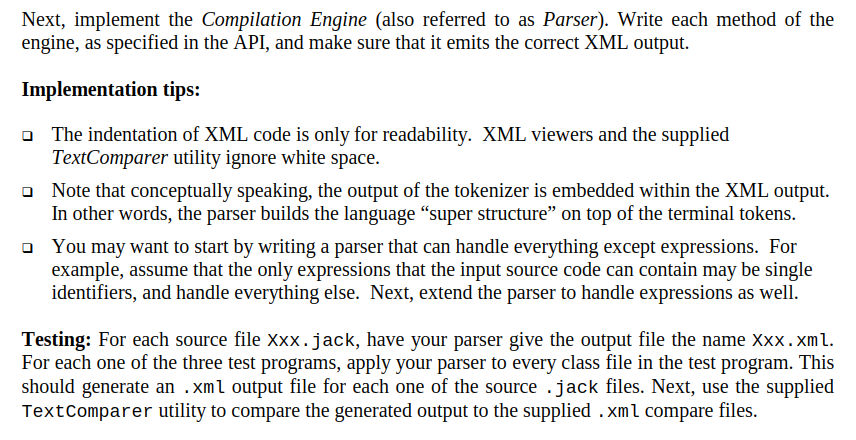 Next, implement the Compilation Engine (also referred to as Parser). Write each method of the
engine, as specified in the API, and make sure that it emits the correct XML output.
Implementation tips:
❑ The indentation of XML code is only for readability.  XML viewers and the supplied
TextComparer utility ignore white space.
❑ Note that conceptually speaking, the output of the tokenizer is embedded within the XML output.
In other words, the parser builds the language “super structure” on top of the terminal tokens.
❑ You may want to start by writing a parser that can handle everything except expressions.  For
example, assume that the only expressions that the input source code can contain may be single
identifiers, and handle everything else.  Next, extend the parser to handle expressions as well.
Testing: For each source file Xxx.jack, have your parser give the output file the name Xxx.xml.
For each one of the three test programs, apply your parser to every class file in the test program. This
should generate an .xml output file for each one of the source .jack files. Next, use the supplied
TextComparer utility to compare the generated output to the supplied .xml compare files.